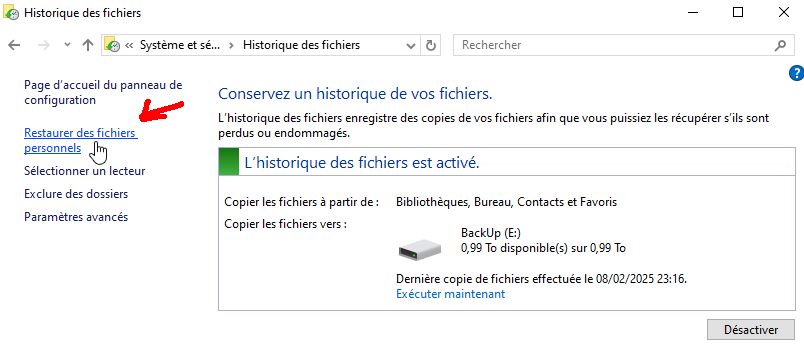 Historique des fichiers
« Système et sé... > Historique des fichiers
Rechercher
?
Page d'accueil du panneau de
configuration
Restaurer des fichiers
personnels
Sélectionner un lecteur
Exclure des dossiers
Paramètres avancés
Conservez un historique de vos fichiers.
L'historique des fichiers enregistre des copies de vos fichiers afin que vous puissiez les récupérer s'ils sont
perdus ou endommagés.
L'historique des fichiers est activé.
Copier les fichiers à partir de : Bibliothèques, Bureau, Contacts et Favoris
Copier les fichiers vers :
BackUp (E:)
0,99 To disponible(s) sur 0,99 To
Dernière copie de fichiers effectuée le 08/02/2025 23:16.
Exécuter maintenant
Désactiver